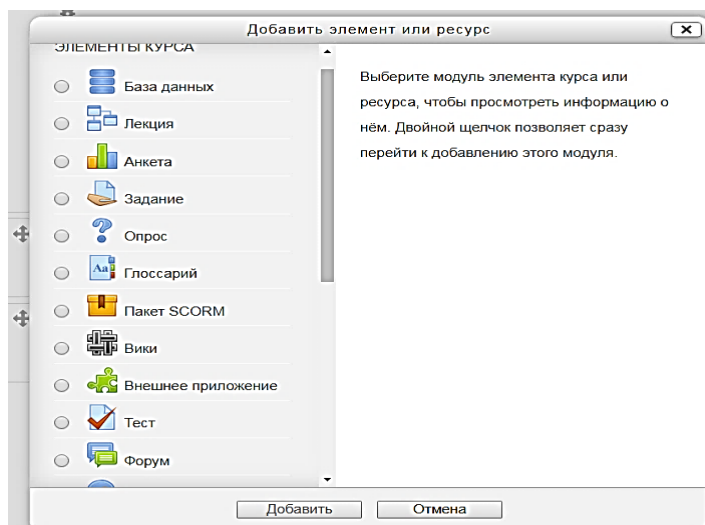 Добавить элемент или ресурс
ЭЛЕМЕНТЫ КУРСА
База данных
Лекция
Анкета
Задание
Опрос
Глоссарий
Пакет SCORM
Вики
Внешнее приложение
Тест
Форум
Выберите модуль элемента курса или
ресурса, чтобы просмотреть информацию о
нём. Двойной щелчок позволяет сразу
перейти к добавлению этого модуля.
Добавить
Отмена